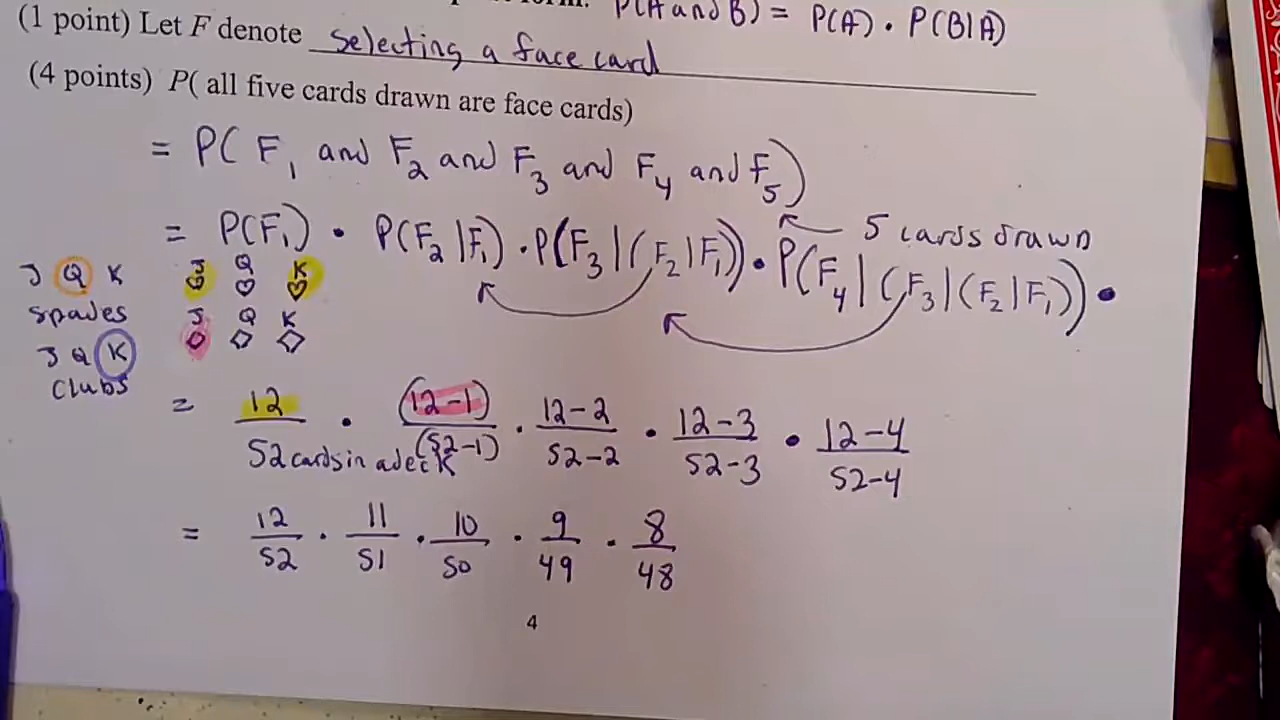 P(A and B) = P(A) · P(B|A)
(1 point) Let F denote selecting a face card
(4 points) P( all five cards drawn are face cards)
= P( F₁ and F₂ and F₃ and F₄ and F₅)
= P(F₁) · P(F₂|F₁) · P(F₃|(F₂|F₁)) · P(F₄|(F₃|(F₂|F₁)) ·
5 cards drawn
J Q K
spades
J Q K
clubs
J Q K
♡ ♡ ♡
J Q K
◇ ◇ ◇
= 12/52 cards in a deck · (12-1)/(52-1) · 12-2/52-2 · 12-3/52-3 · 12-4/52-4
= 12/52 · 11/51 · 10/50 · 9/49 · 8/48
4